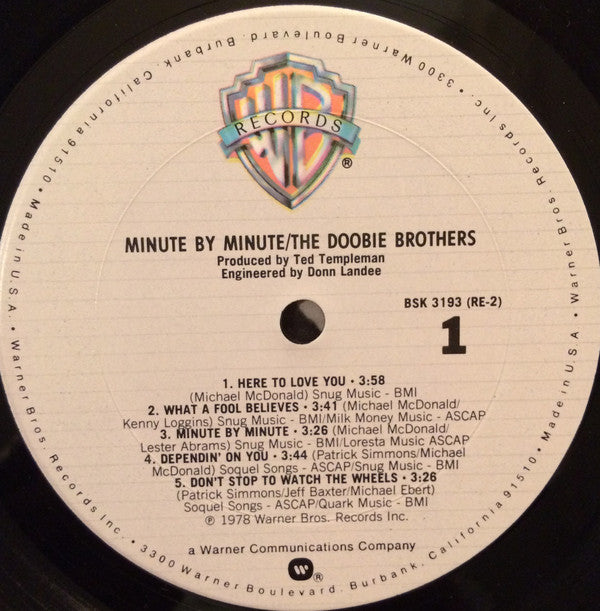 WB
RECORDS
®
MINUTE BY MINUTE/THE DOOBIE BROTHERS
Produced by Ted Templeman
Engineered by Donn Landee
BSK 3193 (RE-2)
1
1. HERE TO LOVE YOU • 3:58
(Michael McDonald) Snug Music - BMI
2. WHAT A FOOL BELIEVES • 3:41 (Michael McDonald/
Kenny Loggins) Snug Music - BMI/Milk Money Music - ASCAP
3. MINUTE BY MINUTE • 3:26 (Michael McDonald/
Lester Abrams) Snug Music - BMI/Loresta Music ASCAP
4. DEPENDIN' ON YOU • 3:44 (Patrick Simmons/Michael
McDonald) Soquel Songs - ASCAP/Snug Music - BMI
5. DON'T STOP TO WATCH THE WHEELS • 3:26
(Patrick Simmons/Jeff Baxter/Michael Ebert)
Soquel Songs - ASCAP/Quark Music - BMI
℗ 1978 Warner Bros. Records Inc.
a Warner Communications Company
W ®
Warner Bros. Records Inc. • 3300 Warner Boulevard. Burbank, California 91510 • Made in U.S.A. • Warner Bros. Records Inc. • 3300 Warner Boulevard. Burbank, California 91510 • Made in U.S.A. •